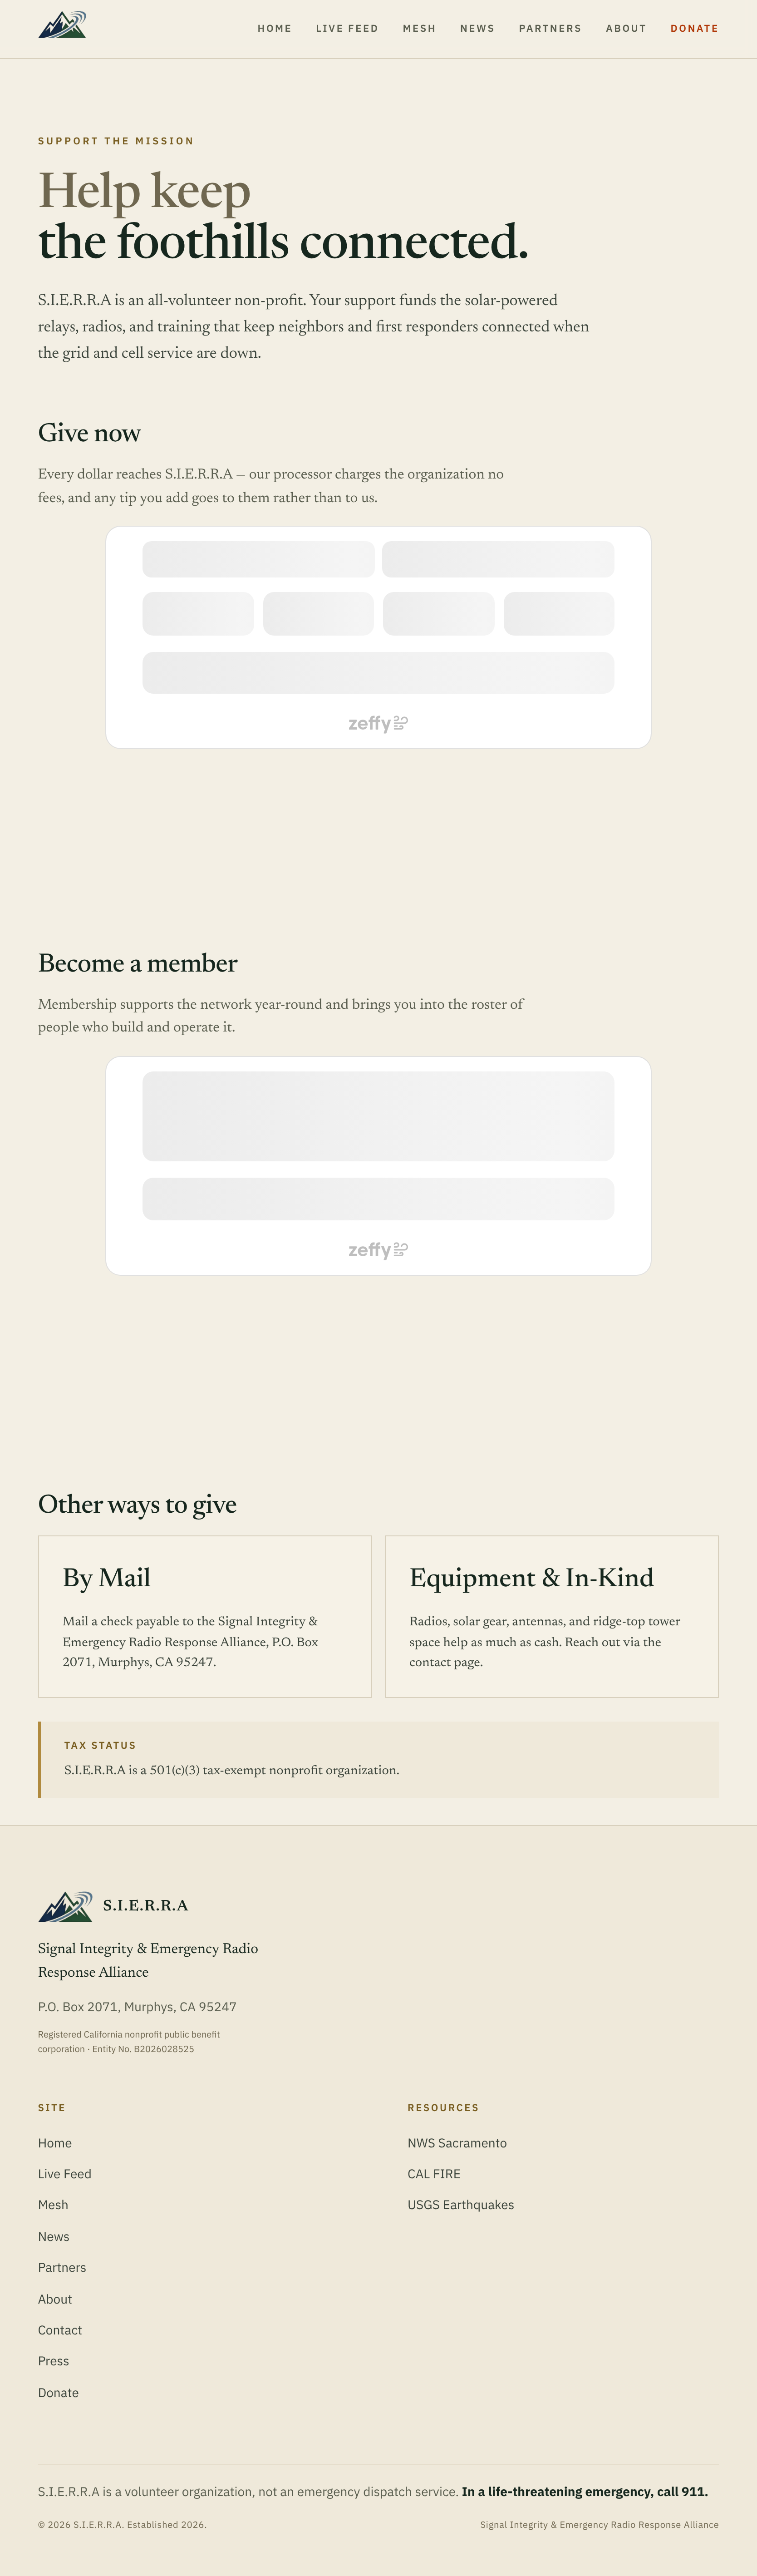 HOME LIVE FEED MESH NEWS PARTNERS ABOUT DONATE
SUPPORT THE MISSION
Help keep
the foothills connected.
S.I.E.R.R.A is an all-volunteer non-profit. Your support funds the solar-powered
relays, radios, and training that keep neighbors and first responders connected when
the grid and cell service are down.
Give now
Every dollar reaches S.I.E.R.R.A — our processor charges the organization no
fees, and any tip you add goes to them rather than to us.
zeffy
Become a member
Membership supports the network year-round and brings you into the roster of
people who build and operate it.
zeffy
Other ways to give
By Mail
Mail a check payable to the Signal Integrity &
Emergency Radio Response Alliance, P.O. Box
2071, Murphys, CA 95247.
Equipment & In-Kind
Radios, solar gear, antennas, and ridge-top tower
space help as much as cash. Reach out via the
contact page.
TAX STATUS
S.I.E.R.R.A is a 501(c)(3) tax-exempt nonprofit organization.
S.I.E.R.R.A
Signal Integrity & Emergency Radio
Response Alliance
P.O. Box 2071, Murphys, CA 95247
Registered California nonprofit public benefit
corporation · Entity No. B2026028525
SITE
Home
Live Feed
Mesh
News
Partners
About
Contact
Press
Donate
RESOURCES
NWS Sacramento
CAL FIRE
USGS Earthquakes
S.I.E.R.R.A is a volunteer organization, not an emergency dispatch service. In a life-threatening emergency, call 911.
© 2026 S.I.E.R.R.A. Established 2026.
Signal Integrity & Emergency Radio Response Alliance